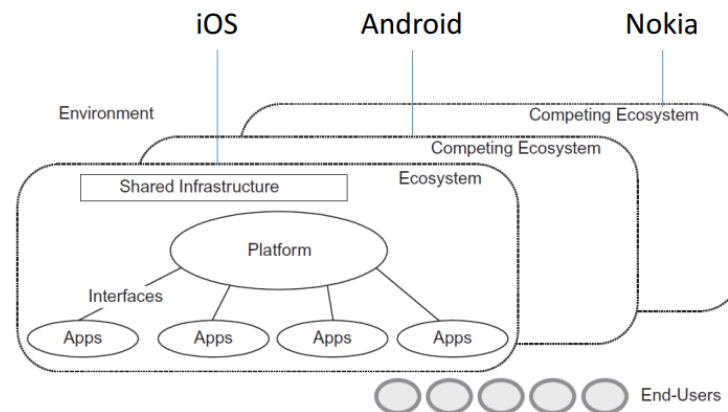 iOS
Android
Nokia
Environment
Competing Ecosystem
Competing Ecosystem
Shared Infrastructure
Ecosystem
Platform
Interfaces
Apps
Apps
Apps
Apps
End-Users